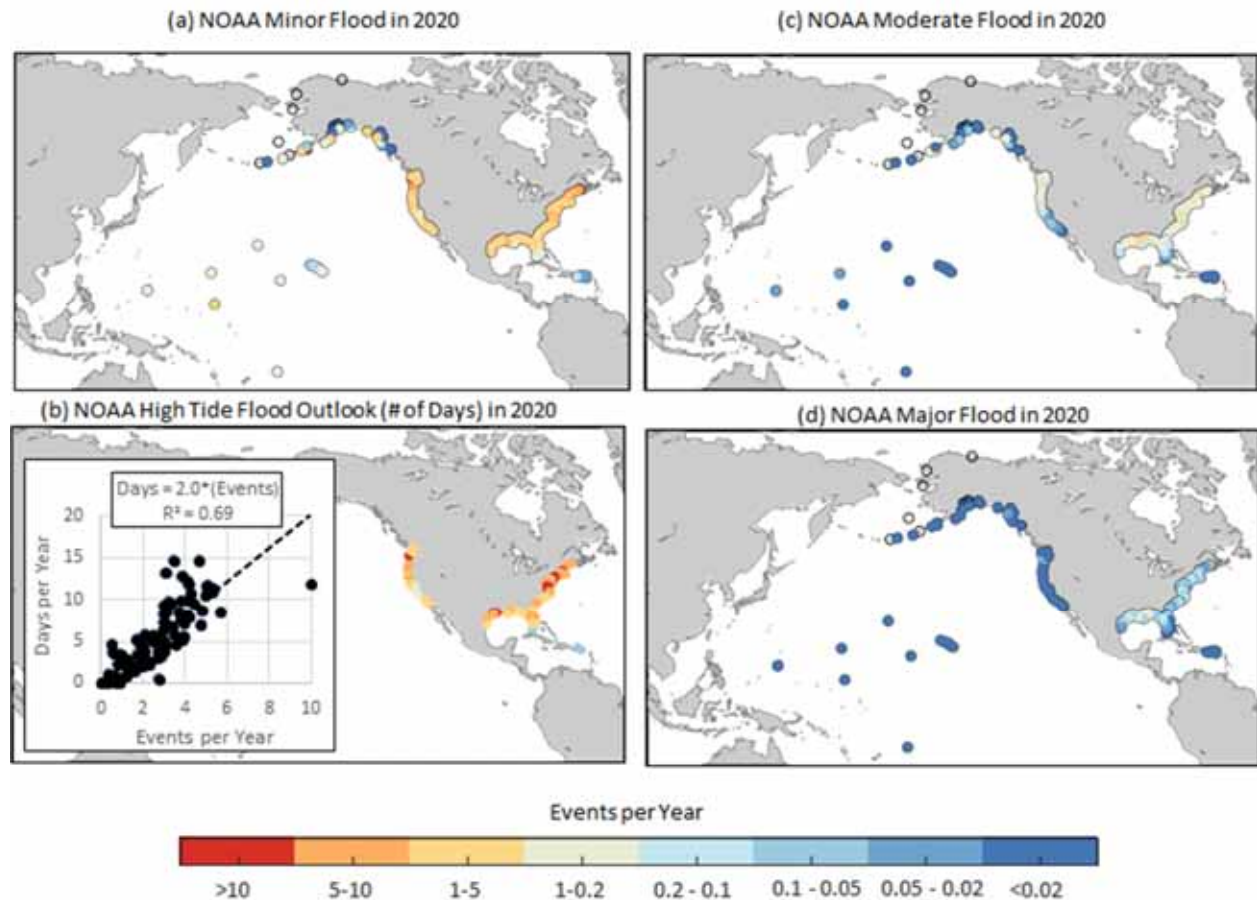 (a) NOAA Minor Flood in 2020
(c) NOAA Moderate Flood in 2020
(b) NOAA High Tide Flood Outlook (# of Days) in 2020
(d) NOAA Major Flood in 2020
Days = 2.0*(Events)
R² = 0.69
20
15
10
5
0
Days per Year
0 2 4 6 8 10
Events per Year
Events per Year
>10 5-10 1-5 1-0.2 0.2 - 0.1 0.1 - 0.05 0.05 - 0.02 <0.02